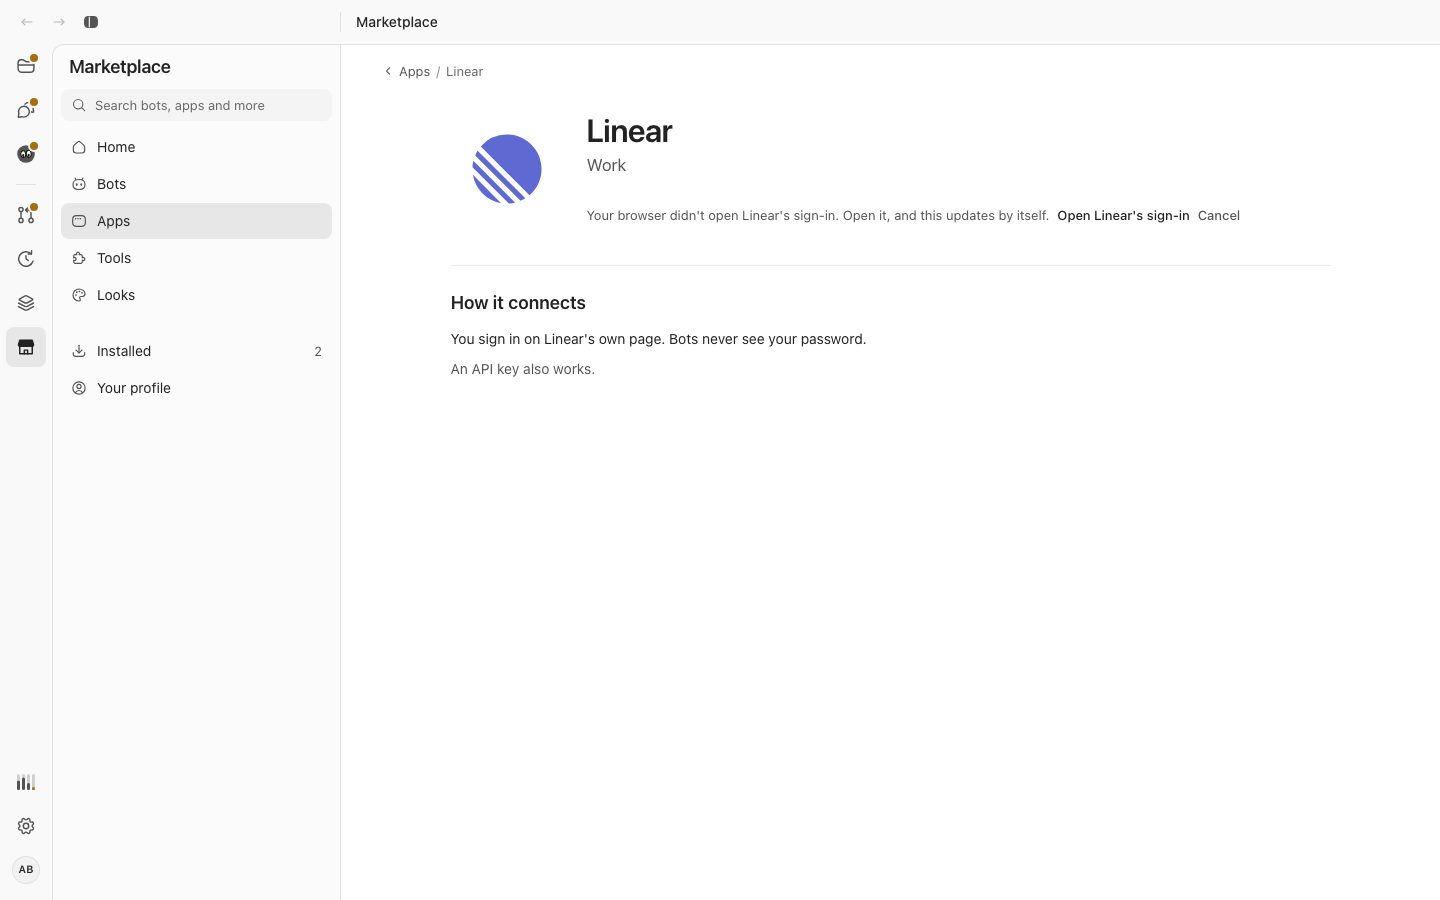 Marketplace
Marketplace
Search bots, apps and more
Home
Bots
Apps
Tools
Looks
Installed 2
Your profile
AB
Apps / Linear
Linear
Work
Your browser didn't open Linear's sign-in. Open it, and this updates by itself. Open Linear's sign-in Cancel
How it connects
You sign in on Linear's own page. Bots never see your password.
An API key also works.